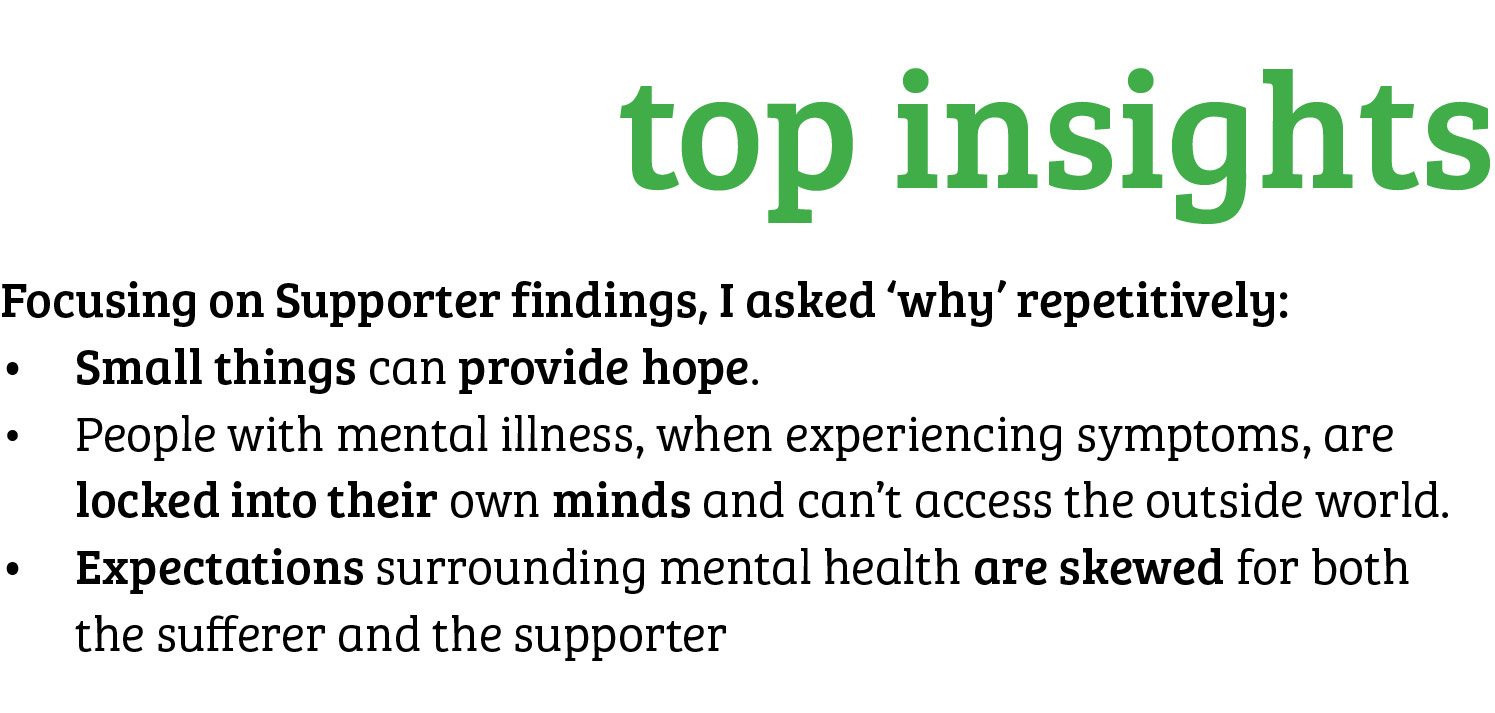 top insights
Focusing on Supporter findings, I asked ‘why’ repetitively:
• Small things can provide hope.
• People with mental illness, when experiencing symptoms, are
locked into their own minds and can’t access the outside world.
• Expectations surrounding mental health are skewed for both
the sufferer and the supporter